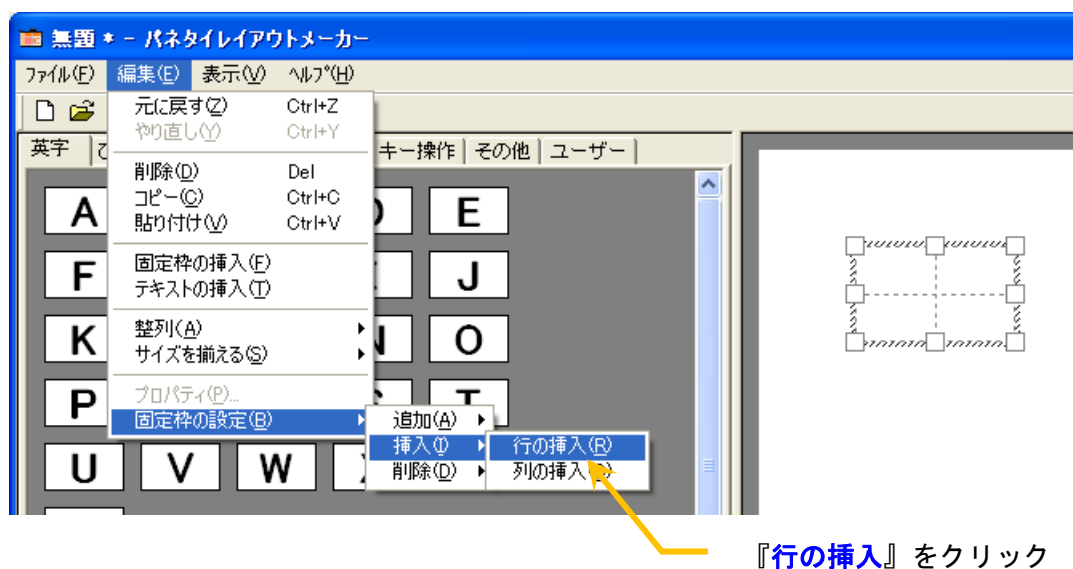 無題 * - パネタイレイアウトメーカー
ファイル(F) 編集(E) 表示(V) ヘルプ(H)
元に戻す(Z) Ctrl+Z
やり直し(Y) Ctrl+Y
英字 キー操作 その他 ユーザー
削除(D) Del
コピー(C) Ctrl+C
貼り付け(V) Ctrl+V
A E
固定枠の挿入(F)
テキストの挿入(T)
F J
整列(A)
サイズを揃える(S)
K N O
プロパティ(P)...
P T
固定枠の設定(B)
追加(A)
挿入(I) 行の挿入(R)
削除(D) 列の挿入
U V W
『行の挿入』をクリック